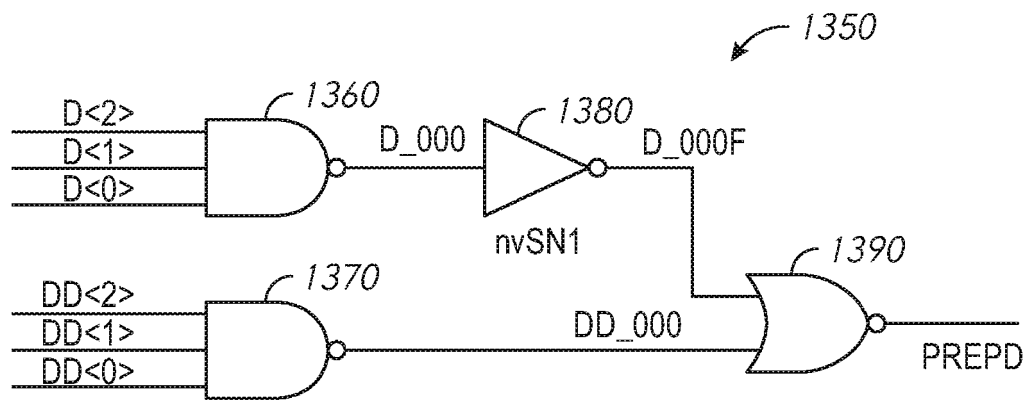 1350
1360
1380
D<2>
D<1>
D<0>
D_000
D_000F
nvSN1
1370
1390
DD<2>
DD<1>
DD<0>
DD_000
PREPD